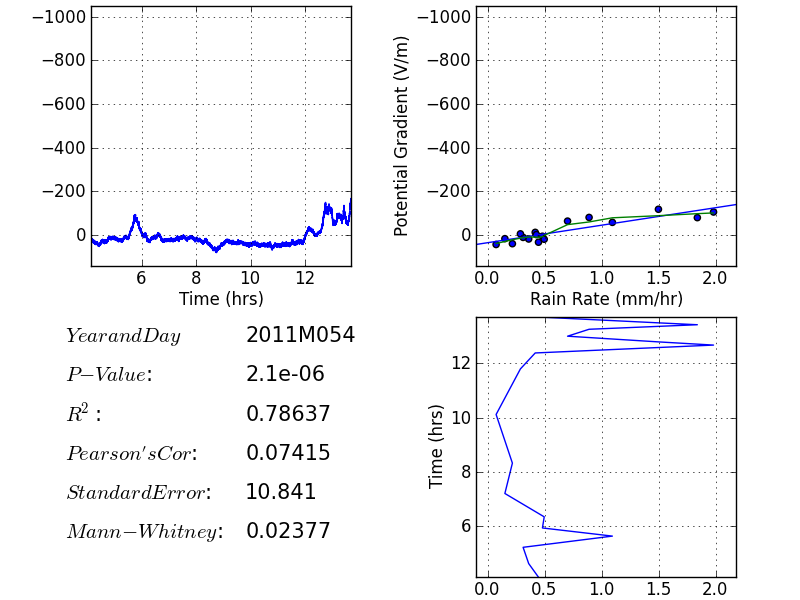 −1000
−800
−600
−400
−200
0
6 8 10 12
Time (hrs)
Potential Gradient (V/m)
−1000
−800
−600
−400
−200
0
0.0 0.5 1.0 1.5 2.0
Rain Rate (mm/hr)
YearandDay 2011M054
P−Value: 2.1e-06
R²: 0.78637
Pearson'sCor: 0.07415
StandardError: 10.841
Mann−Whitney: 0.02377
Time (hrs)
12
10
8
6
0.0 0.5 1.0 1.5 2.0